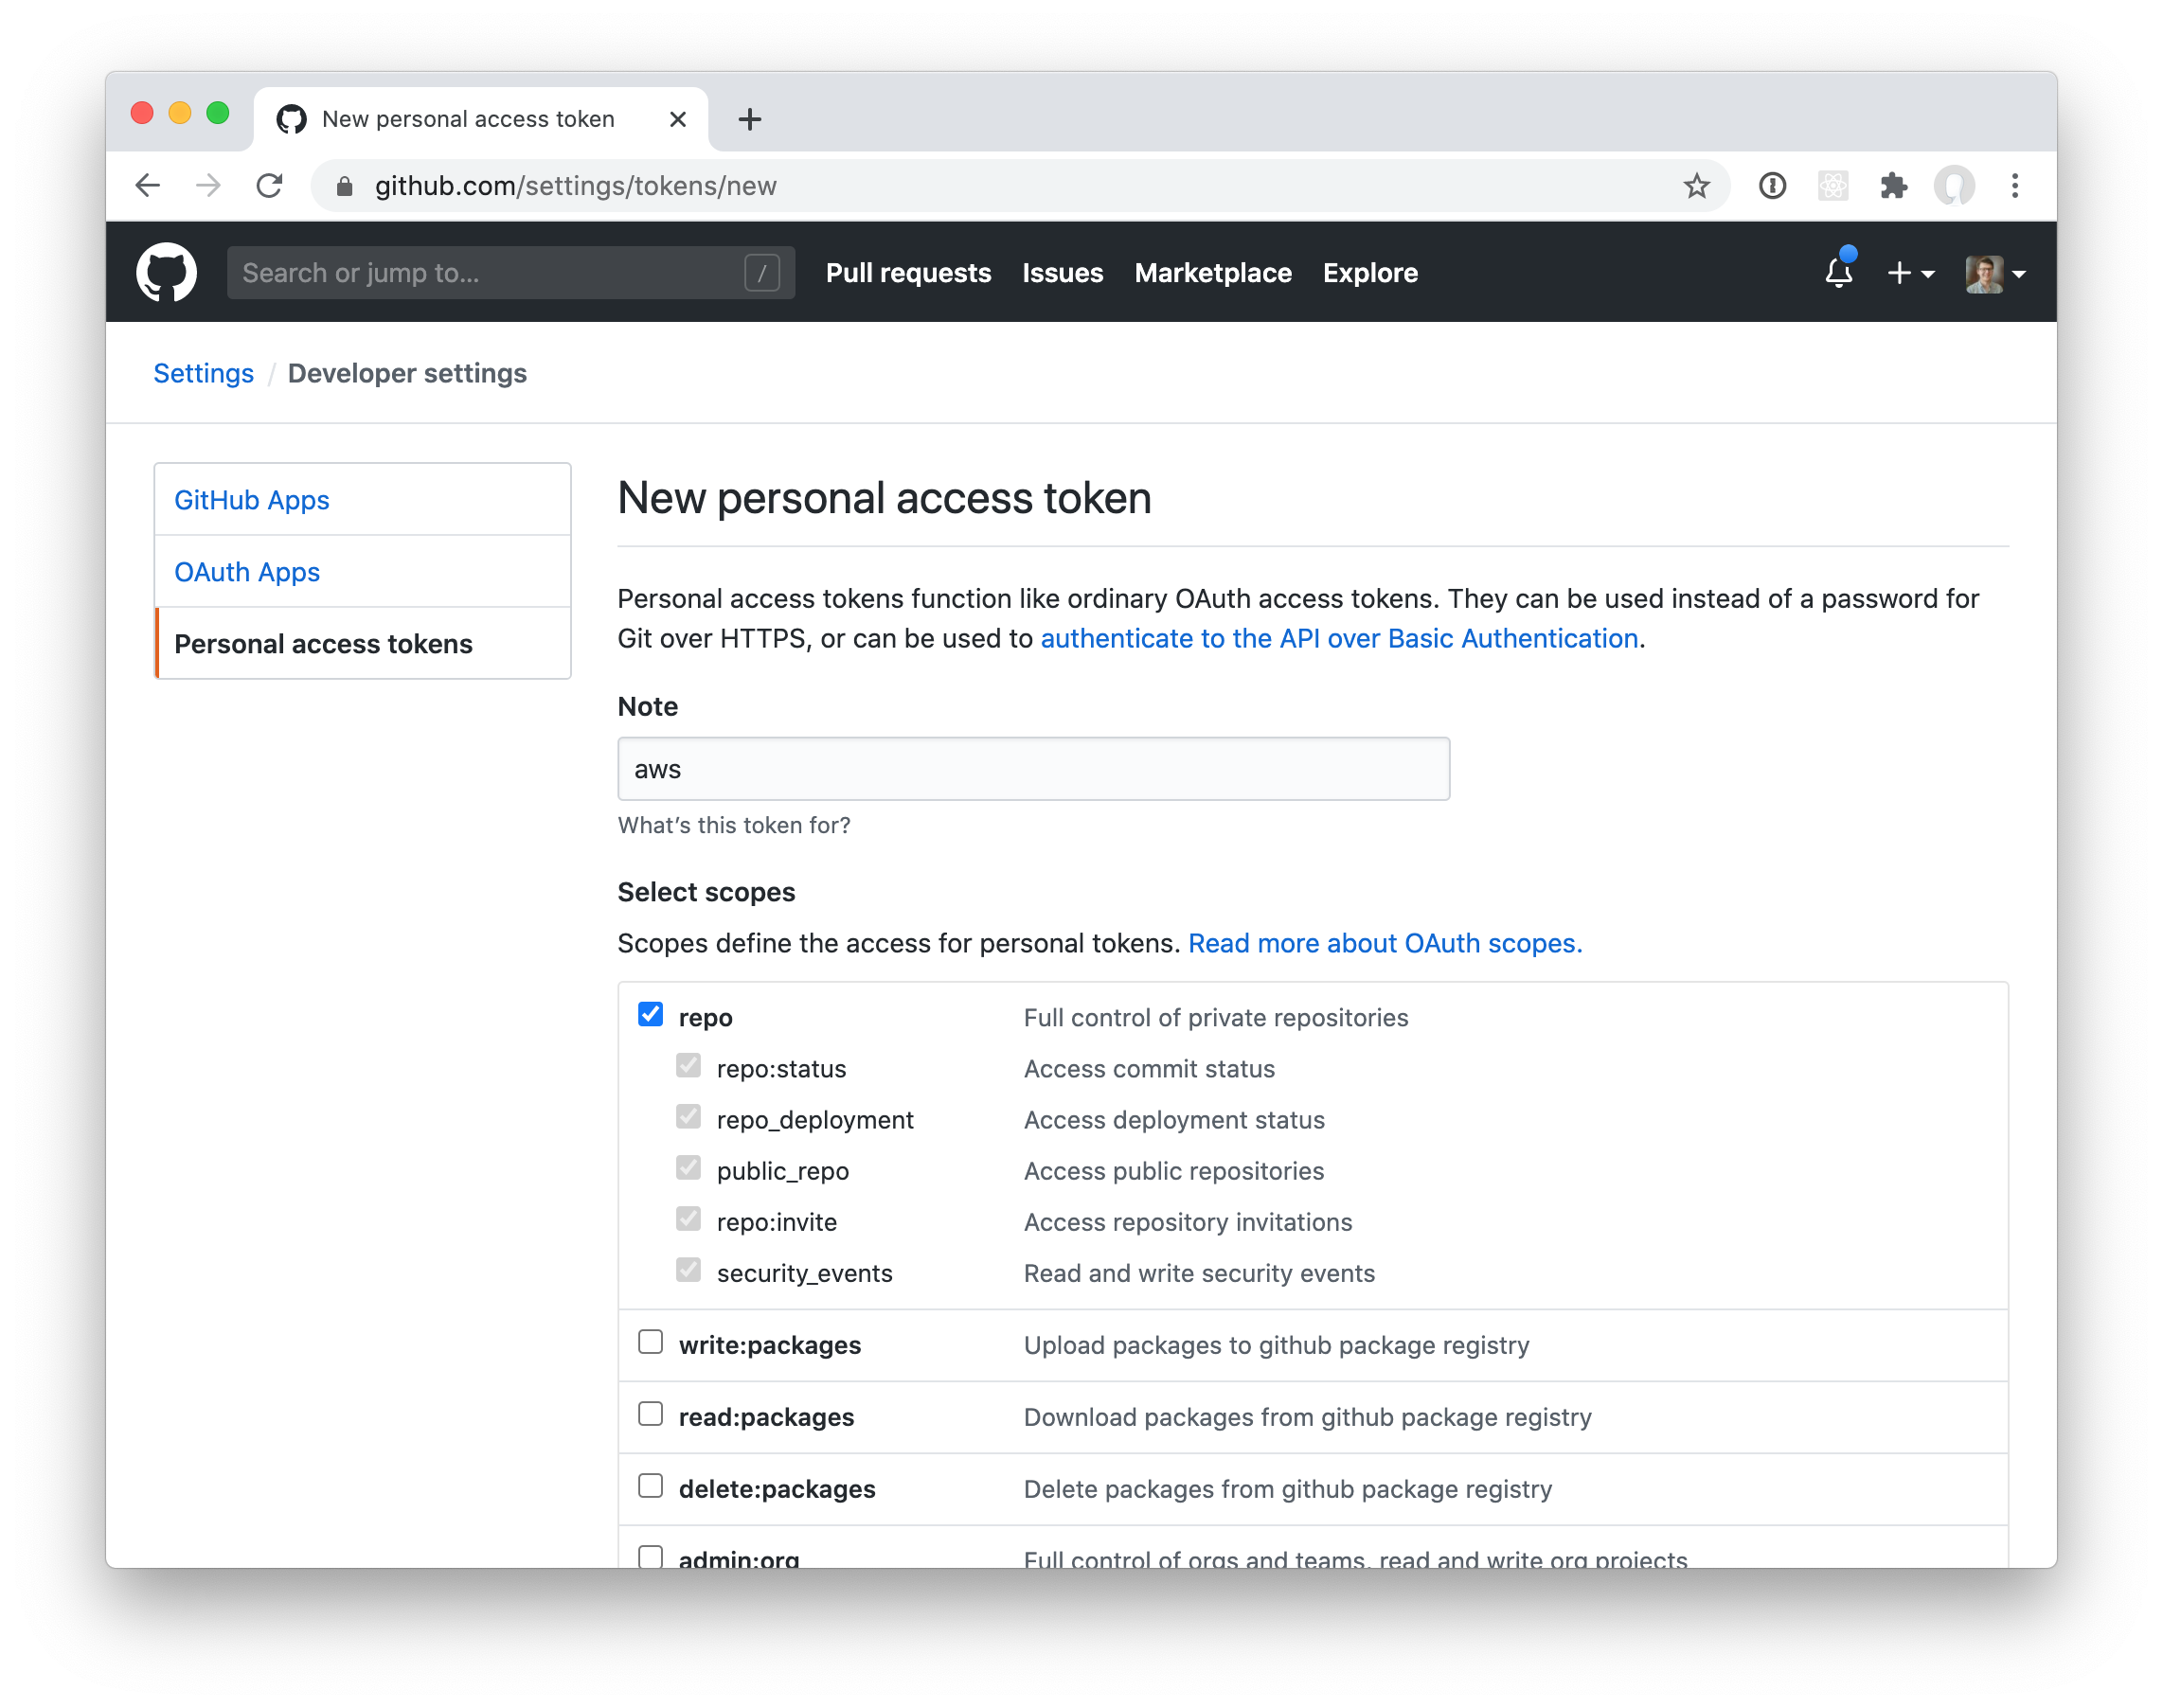 New personal access token
github.com/settings/tokens/new
Search or jump to... /
Pull requests Issues Marketplace Explore
Settings / Developer settings
GitHub Apps
OAuth Apps
Personal access tokens
New personal access token
Personal access tokens function like ordinary OAuth access tokens. They can be used instead of a password for
Git over HTTPS, or can be used to authenticate to the API over Basic Authentication.
Note
aws
What’s this token for?
Select scopes
Scopes define the access for personal tokens. Read more about OAuth scopes.
repo Full control of private repositories
repo:status Access commit status
repo_deployment Access deployment status
public_repo Access public repositories
repo:invite Access repository invitations
security_events Read and write security events
write:packages Upload packages to github package registry
read:packages Download packages from github package registry
delete:packages Delete packages from github package registry
admin:org Full control of orgs and teams, read and write org projects